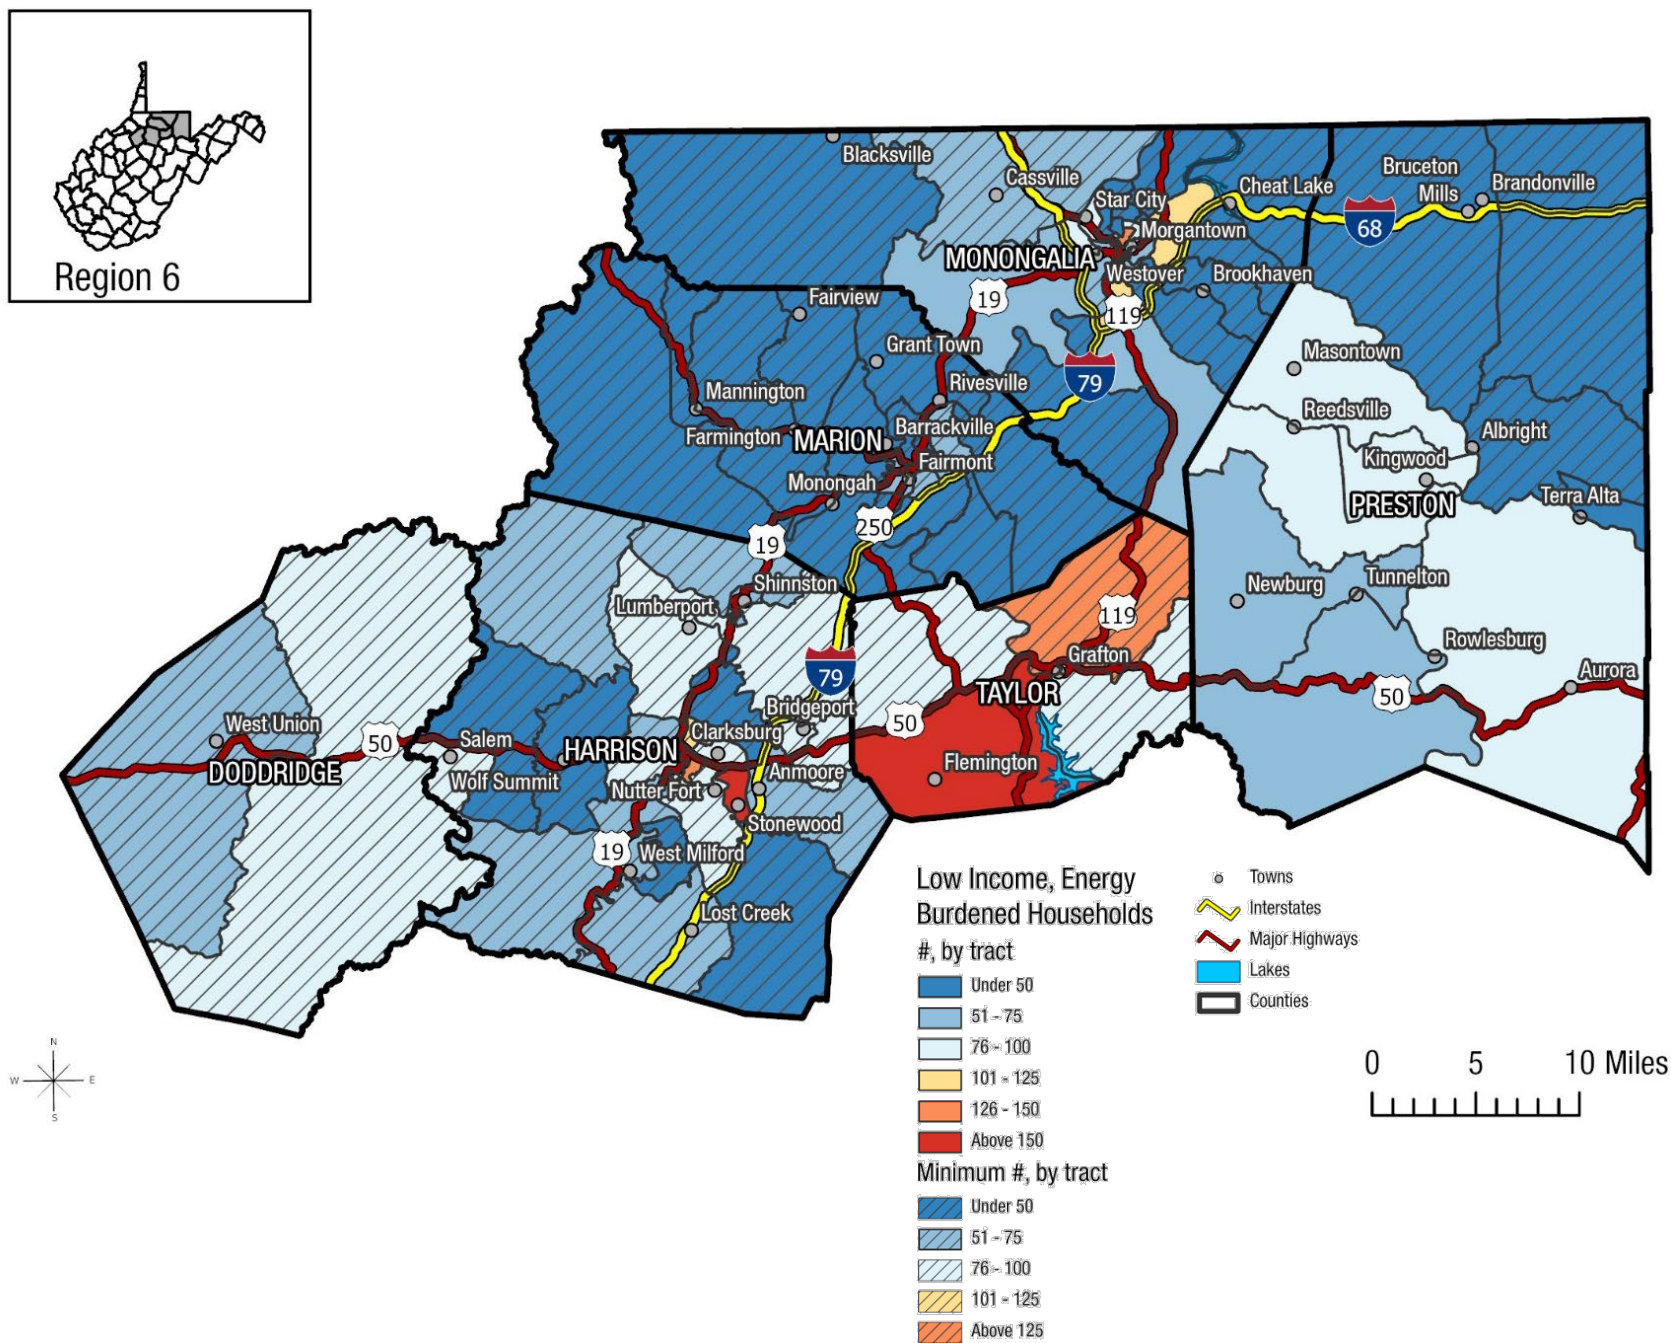 Region 6
Blacksville
Cassville
Star City
Cheat Lake
Bruceton
Mills
Brandonville
68
Morgantown
MONONGALIA
Westover
Brookhaven
19
119
Fairview
Grant Town
Masontown
79
Rivesville
Mannington
Reedsville
Barrackville
Albright
Farmington
MARION
Kingwood
Fairmont
Monongah
Terra Alta
PRESTON
250
19
Shinnston
Tunnelton
Newburg
Lumberport
119
Rowlesburg
Grafton
Aurora
79
TAYLOR
50
Bridgeport
50
West Union
50
Clarksburg
Salem
HARRISON
Flemington
DODDRIDGE
Anmoore
Wolf Summit
Nutter Fort
Stonewood
19
West Milford
Lost Creek
Low Income, Energy
Burdened Households
#, by tract
Under 50
51 - 75
76 - 100
101 - 125
126 - 150
Above 150
Minimum #, by tract
Under 50
51 - 75
76 - 100
101 - 125
Above 125
Towns
Interstates
Major Highways
Lakes
Counties
N
W E
S
0 5 10 Miles